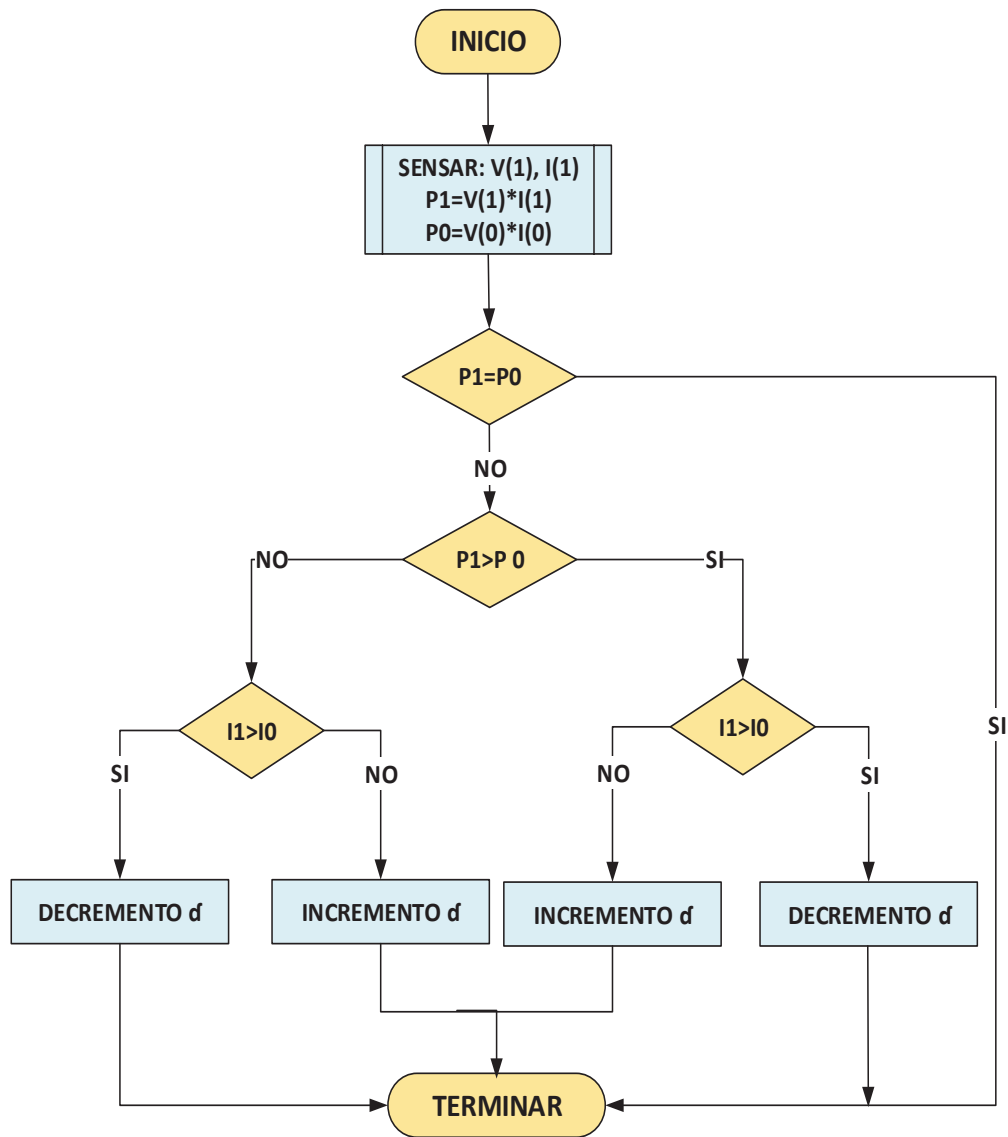 INICIO
SENSAR: V(1), I(1)
P1=V(1)*I(1)
P0=V(0)*I(0)
P1=P0
NO
P1>P 0
NO
SI
I1>I0
I1>I0
SI
SI
NO
NO
SI
DECREMENTO ɗ
INCREMENTO ɗ
INCREMENTO ɗ
DECREMENTO ɗ
TERMINAR